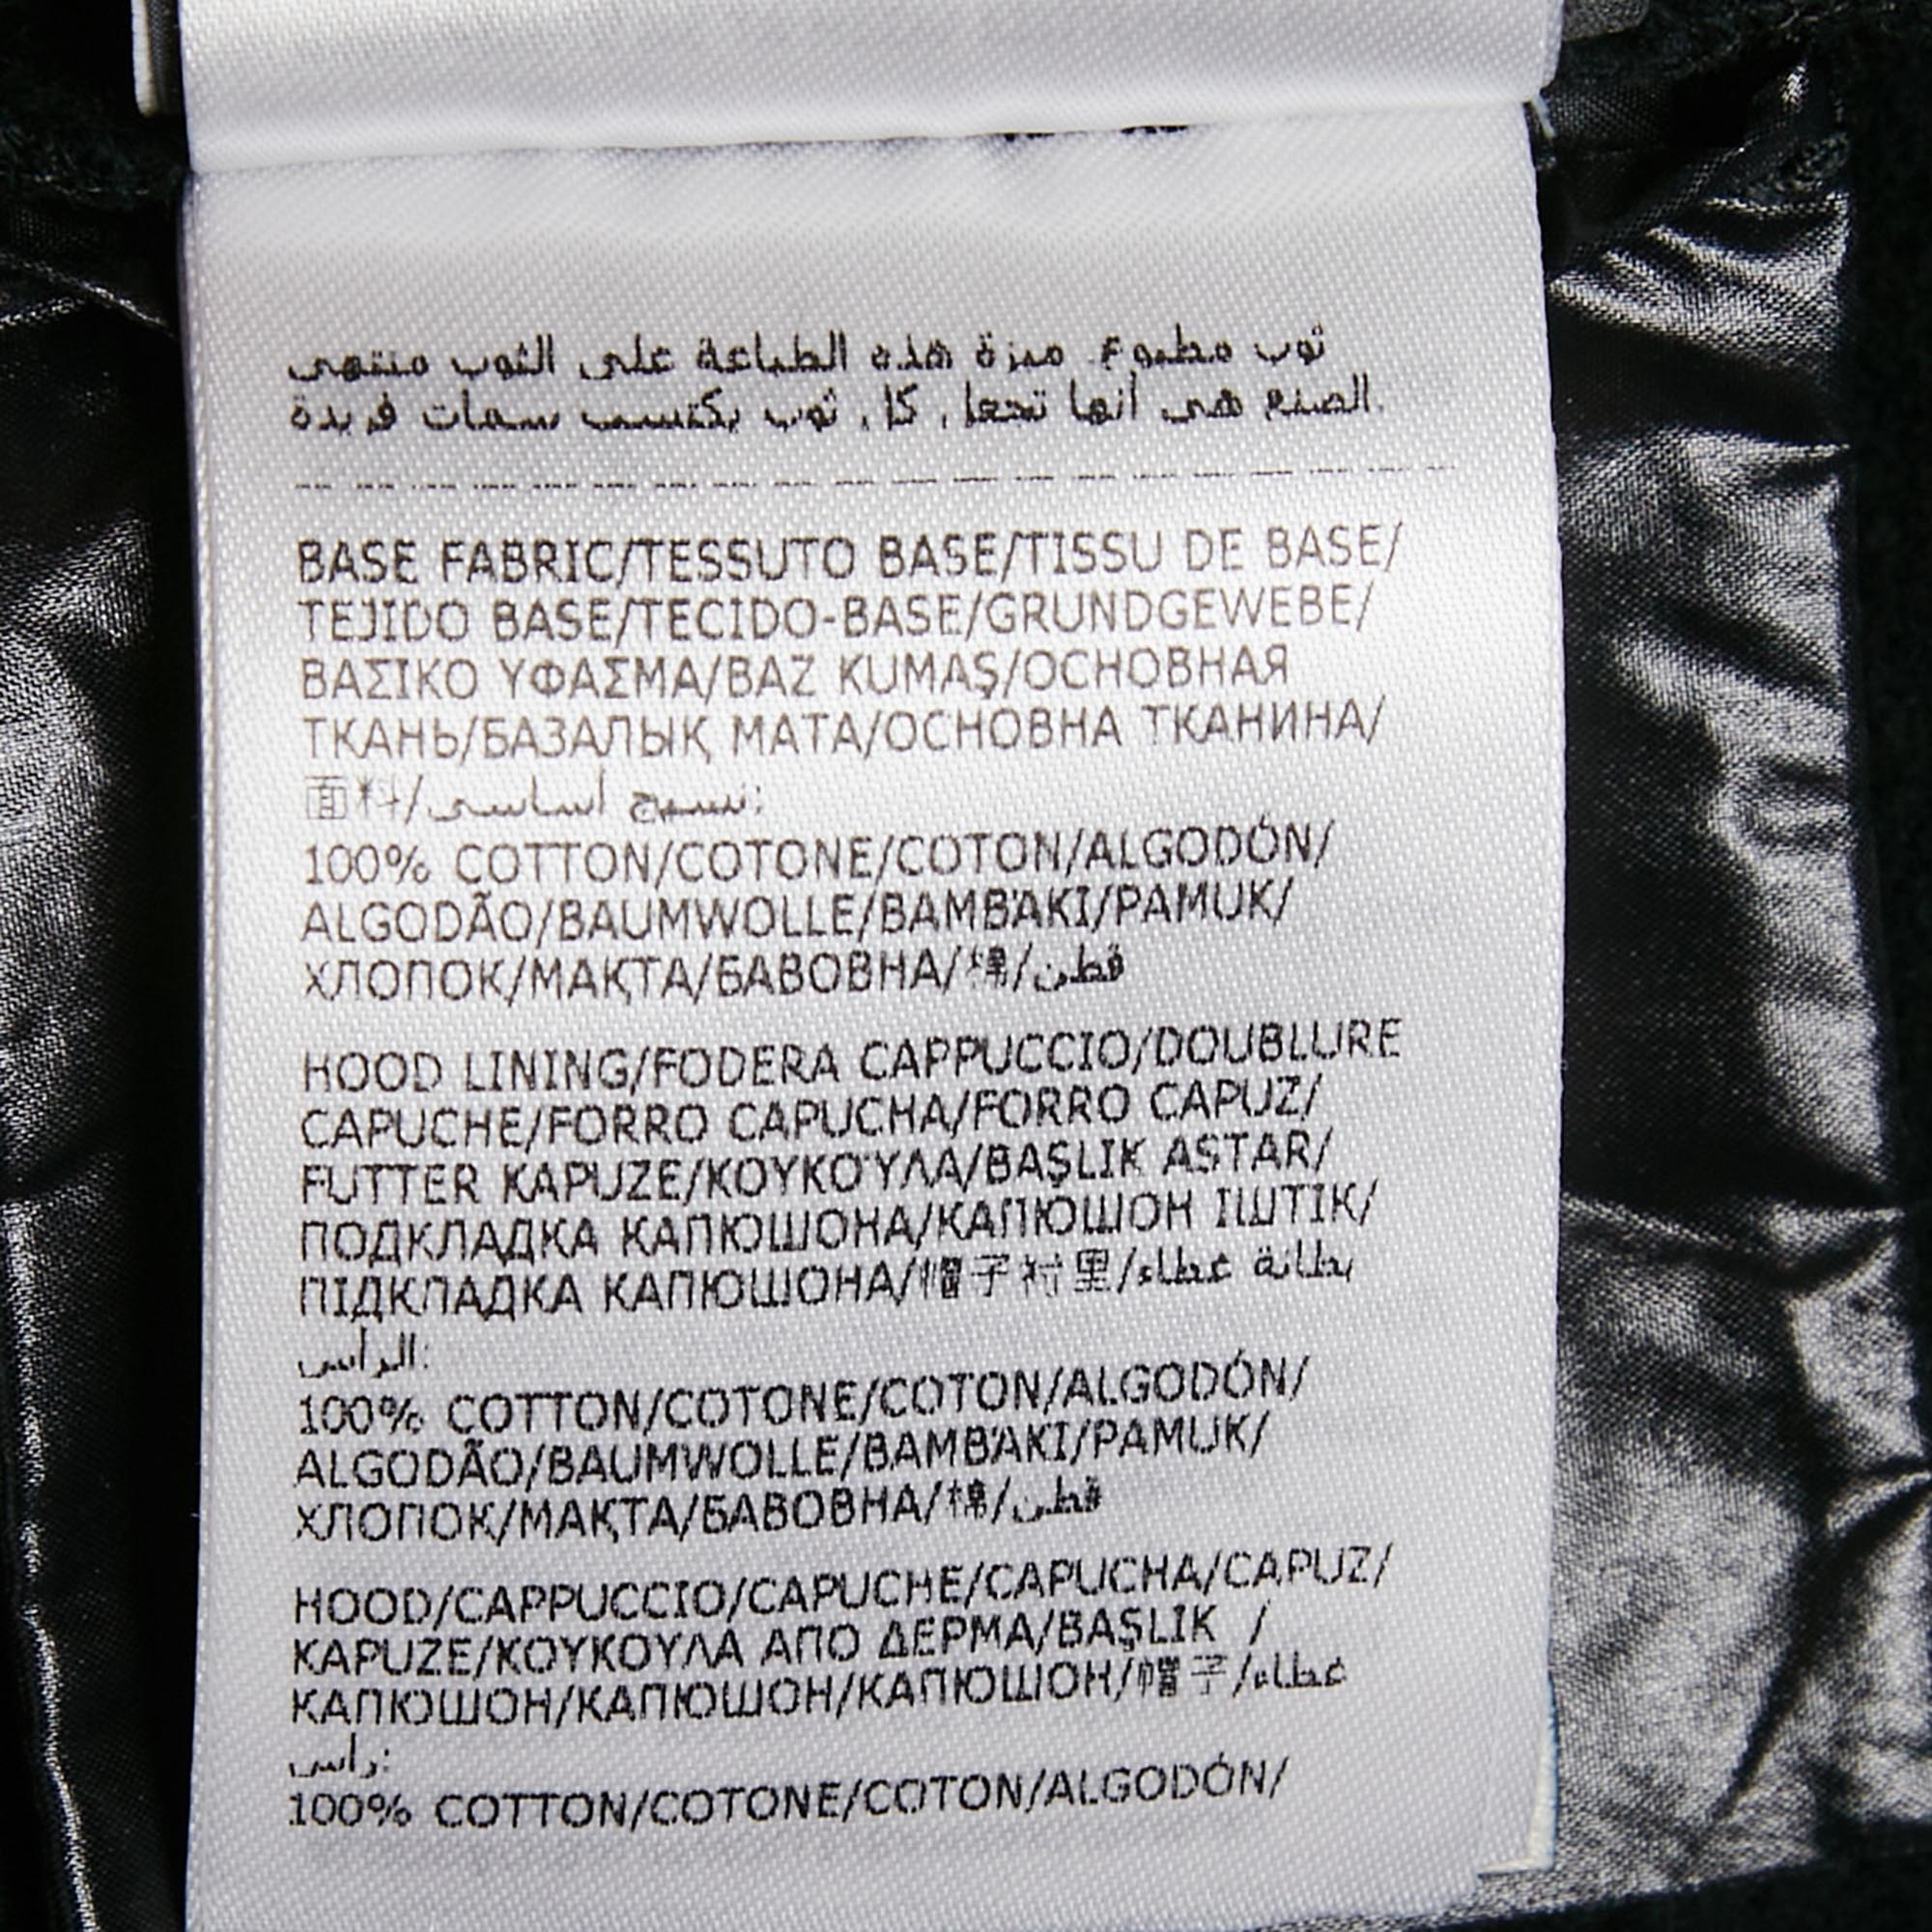 ثوب مطبوع. ميزة هذه الطباعة على الثوب منتهي
الصنع هي أنها تجعل كل ثوب يكتسب سمات فريدة.
BASE FABRIC/TESSUTO BASE/TISSU DE BASE/
TEJIDO BASE/TECIDO-BASE/GRUNDGEWEBE/
ΒΑΣΙΚΟ ΥΦΑΣΜΑ/BAZ KUMAŞ/ОСНОВНАЯ
ТКАНЬ/БАЗАЛЫҚ МАТА/ОСНОВНА ТКАНИНА/
面料/نسيج أساسي:
100% COTTON/COTONE/COTON/ALGODÓN/
ALGODÃO/BAUMWOLLE/ΒΑΜΒΆΚΙ/PAMUK/
ХЛОПОК/МАҚТА/БАВОВНА/棉/قطن
HOOD LINING/FODERA CAPPUCCIO/DOUBLURE
CAPUCHE/FORRO CAPUCHA/FORRO CAPUZ/
FUTTER KAPUZE/ΚΟΥΚΟΎΛΑ/BAŞLIK ASTAR/
ПОДКЛАДКА КАПЮШОНА/КАПЮШОН ІШТІК/
ПІДКЛАДКА КАПЮШОНА/帽子衬里/بطانة غطاء
الرأس:
100% COTTON/COTONE/COTON/ALGODÓN/
ALGODÃO/BAUMWOLLE/ΒΑΜΒΆΚΙ/PAMUK/
ХЛОПОК/МАҚТА/БАВОВНА/棉/قطن
HOOD/CAPPUCCIO/CAPUCHE/CAPUCHA/CAPUZ/
KAPUZE/ΚΟΥΚΟΥΛΑ ΑΠΟ ΔΕΡΜΑ/BAŞLIK /
КАПЮШОН/КАПЮШОН/КАПЮШОН/帽子/غطاء
راس:
100% COTTON/COTONE/COTON/ALGODÓN/